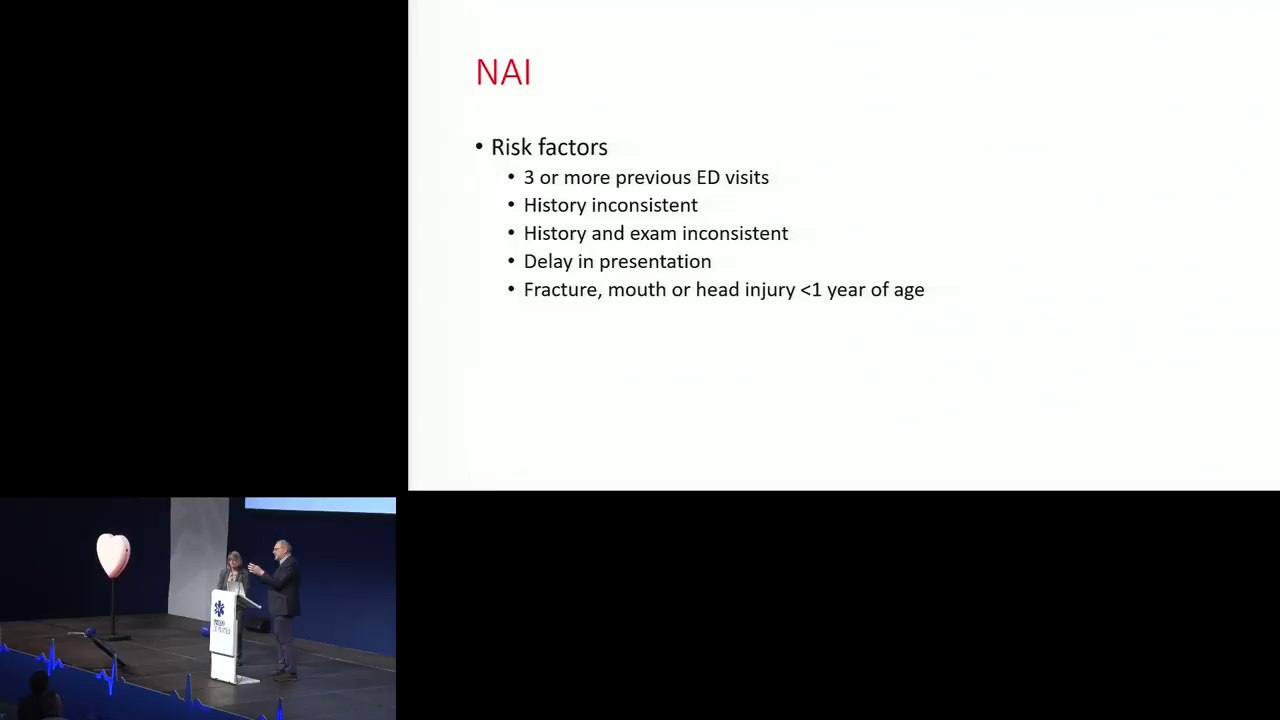 NAI
• Risk factors
• 3 or more previous ED visits
• History inconsistent
• History and exam inconsistent
• Delay in presentation
• Fracture, mouth or head injury <1 year of age